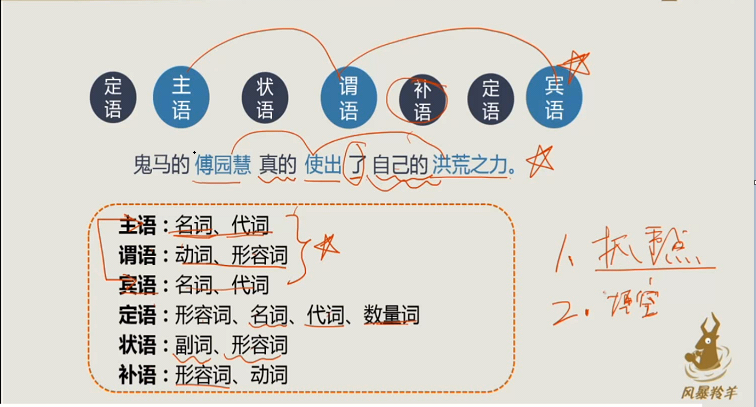 定语 主语 状语 谓语 补语 定语 宾语
鬼马的 傅园慧 真的 使出 了 自己的 洪荒之力。
主语：名词、代词
谓语：动词、形容词
宾语：名词、代词
定语：形容词、名词、代词、数量词
状语：副词、形容词
补语：形容词、动词
1、抓重点
2.
风暴羚羊